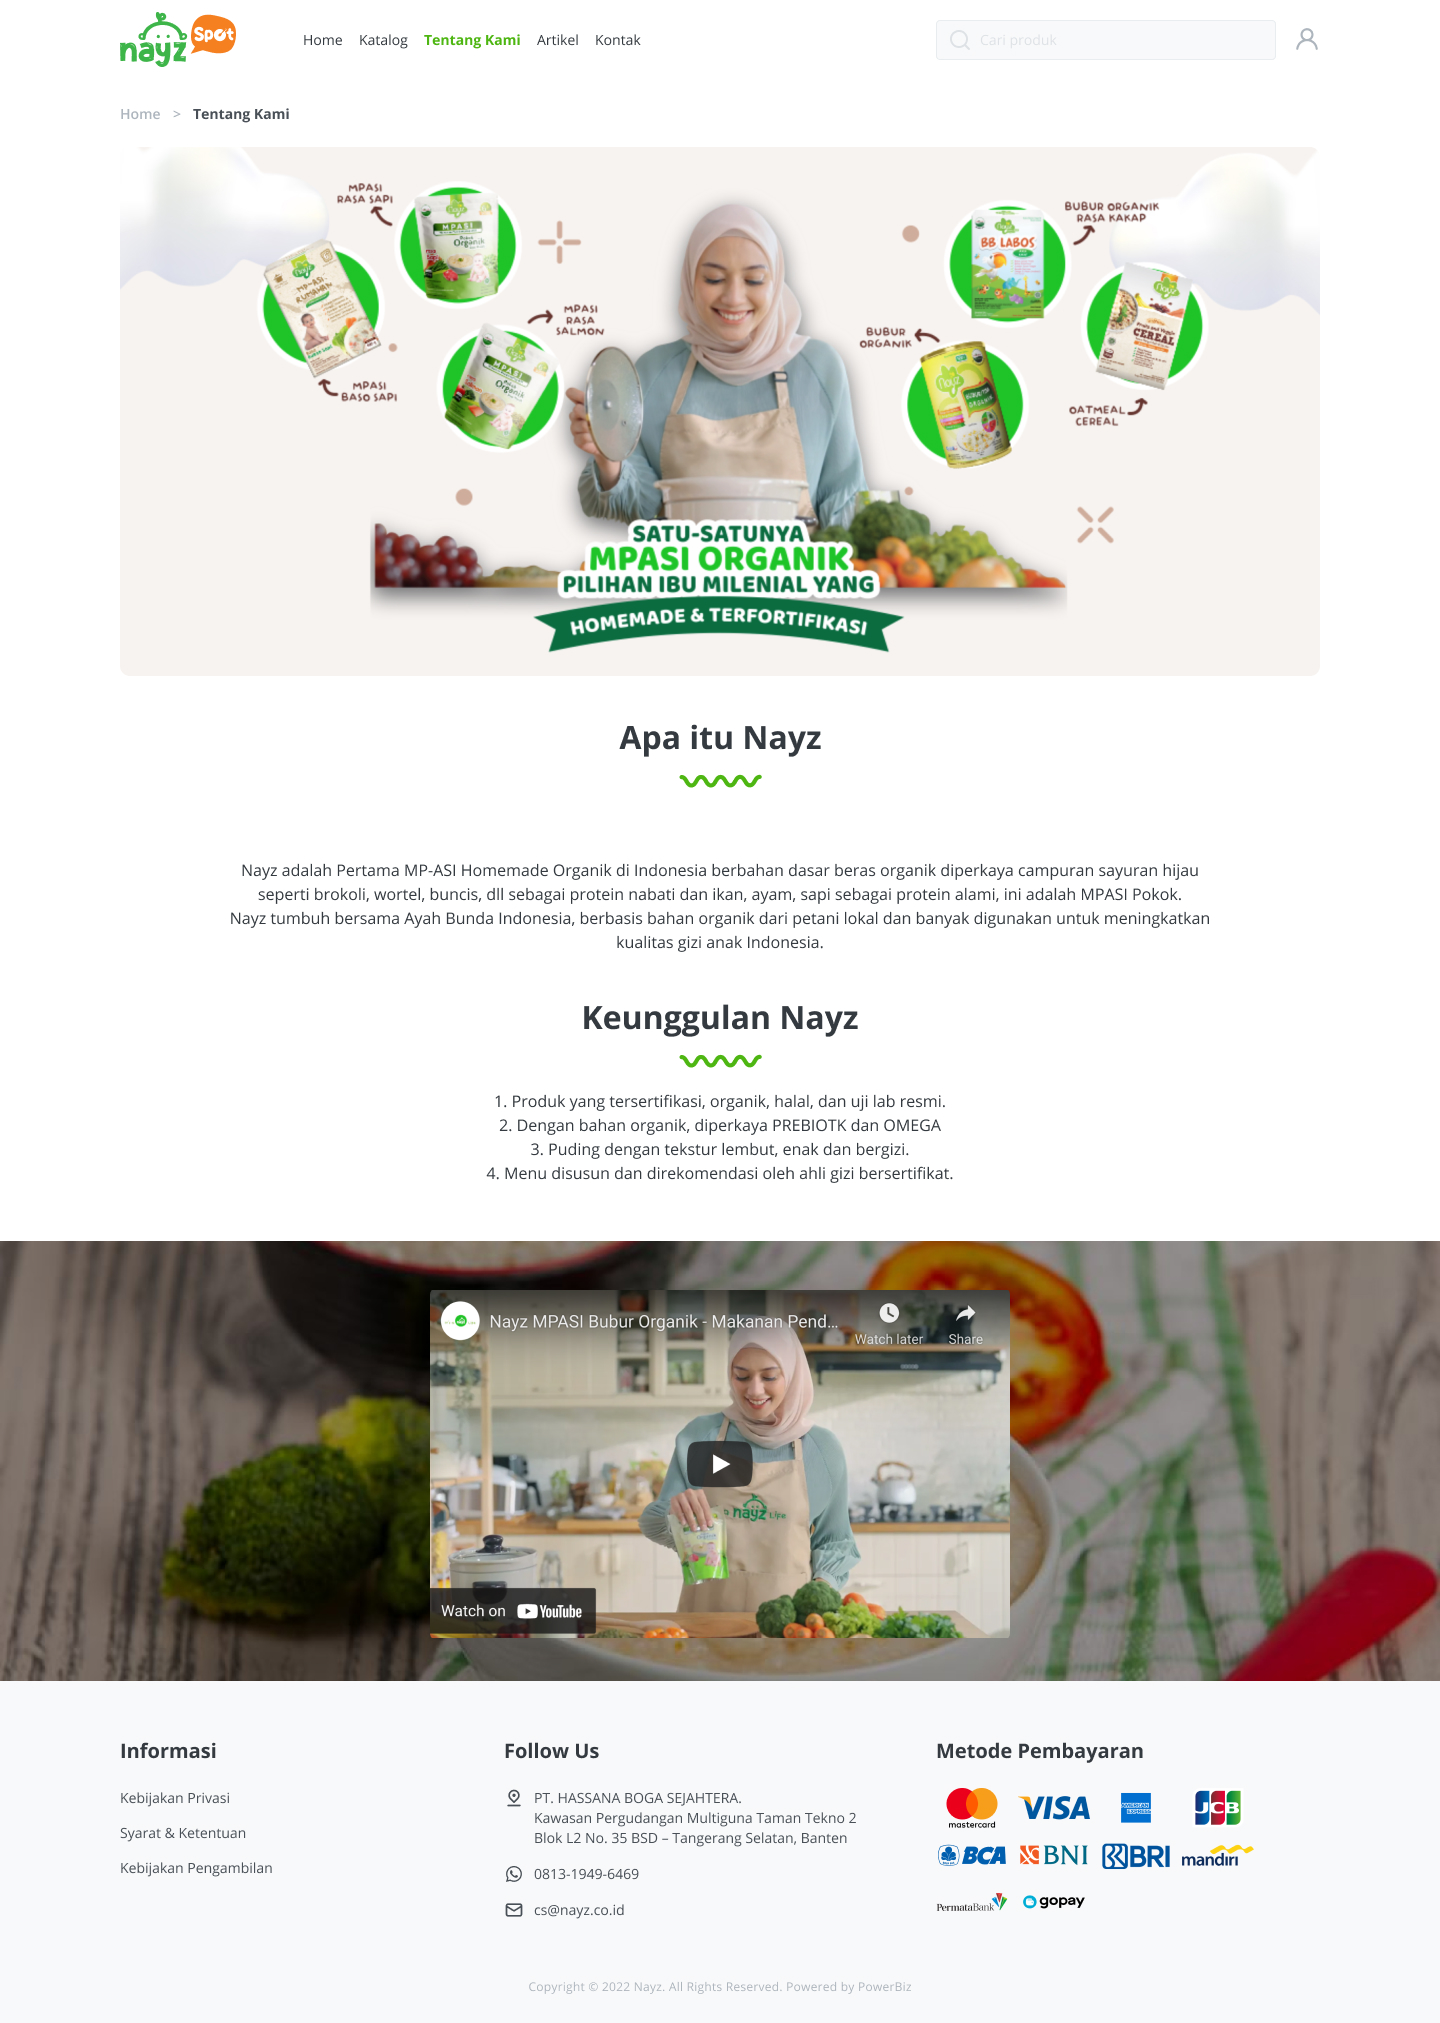 nayz Spot
Home Katalog Tentang Kami Artikel Kontak
Cari produk
Home > Tentang Kami
MPASI
RASA SAPI
MPASI
Bubur
Organik
BUBUR ORGANIK
RASA KAKAP
BB LABOS
nayz
MP-ASI
RUMAHAN
MPASI
RASA
SALMON
BUBUR
ORGANIK
nayz
CEREAL
MPASI
BASO SAPI
Organik
nayz
OATMEAL
CEREAL
SATU-SATUNYA
MPASI ORGANIK
PILIHAN IBU MILENIAL YANG
HOMEMADE & TERFORTIFIKASI
Apa itu Nayz
Nayz adalah Pertama MP-ASI Homemade Organik di Indonesia berbahan dasar beras organik diperkaya campuran sayuran hijau
seperti brokoli, wortel, buncis, dll sebagai protein nabati dan ikan, ayam, sapi sebagai protein alami, ini adalah MPASI Pokok.
Nayz tumbuh bersama Ayah Bunda Indonesia, berbasis bahan organik dari petani lokal dan banyak digunakan untuk meningkatkan
kualitas gizi anak Indonesia.
Keunggulan Nayz
1. Produk yang tersertifikasi, organik, halal, dan uji lab resmi.
2. Dengan bahan organik, diperkaya PREBIOTK dan OMEGA
3. Puding dengan tekstur lembut, enak dan bergizi.
4. Menu disusun dan direkomendasi oleh ahli gizi bersertifikat.
Nayz MPASI Bubur Organik - Makanan Pend...
Watch later
Share
nayz Life
Watch on YouTube
Informasi
Kebijakan Privasi
Syarat & Ketentuan
Kebijakan Pengambilan
Follow Us
PT. HASSANA BOGA SEJAHTERA.
Kawasan Pergudangan Multiguna Taman Tekno 2
Blok L2 No. 35 BSD – Tangerang Selatan, Banten
0813-1949-6469
cs@nayz.co.id
Metode Pembayaran
mastercard VISA AMERICAN EXPRESS JCB
BCA BNI BRI mandiri
PermataBank gopay
Copyright © 2022 Nayz. All Rights Reserved. Powered by PowerBiz